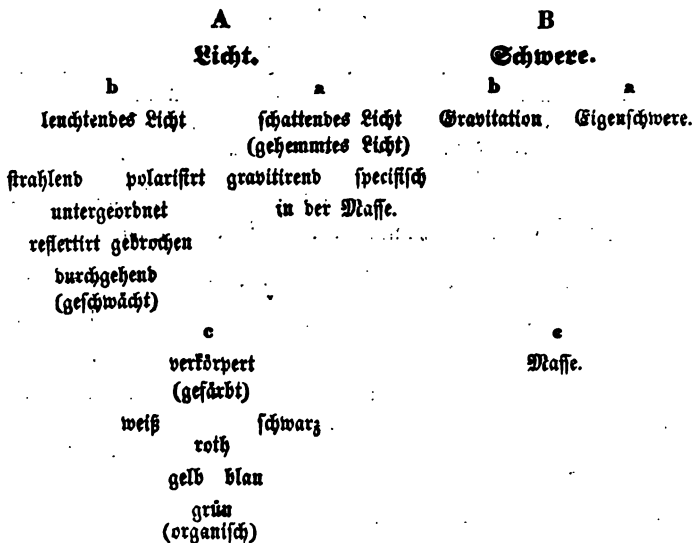 A B
Licht. Schwere.
b a b a
leuchtendes Licht schattendes Licht Gravitation. Eigenschwere.
(gehemmtes Licht)
strahlend polarisirt gravitirend specifisch
untergeordnet in der Masse.
reflectirt gebrochen
durchgehend
(geschwächt)
c c
verkörpert Masse.
(gefärbt)
weiß schwarz
roth
gelb blau
grün
(organisch)